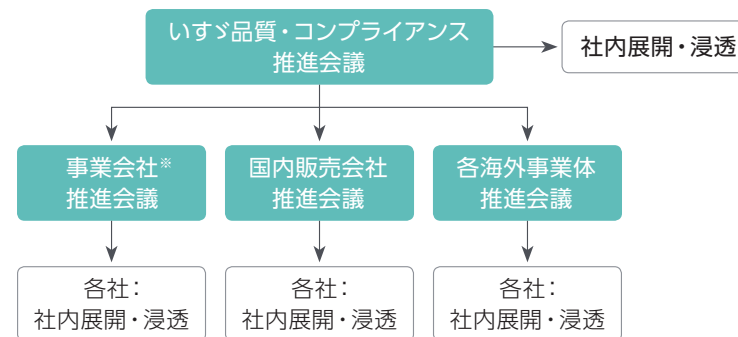 いすゞ品質・コンプライアンス
推進会議
社内展開・浸透
事業会社※
推進会議
国内販売会社
推進会議
各海外事業体
推進会議
各社：
社内展開・浸透
各社：
社内展開・浸透
各社：
社内展開・浸透